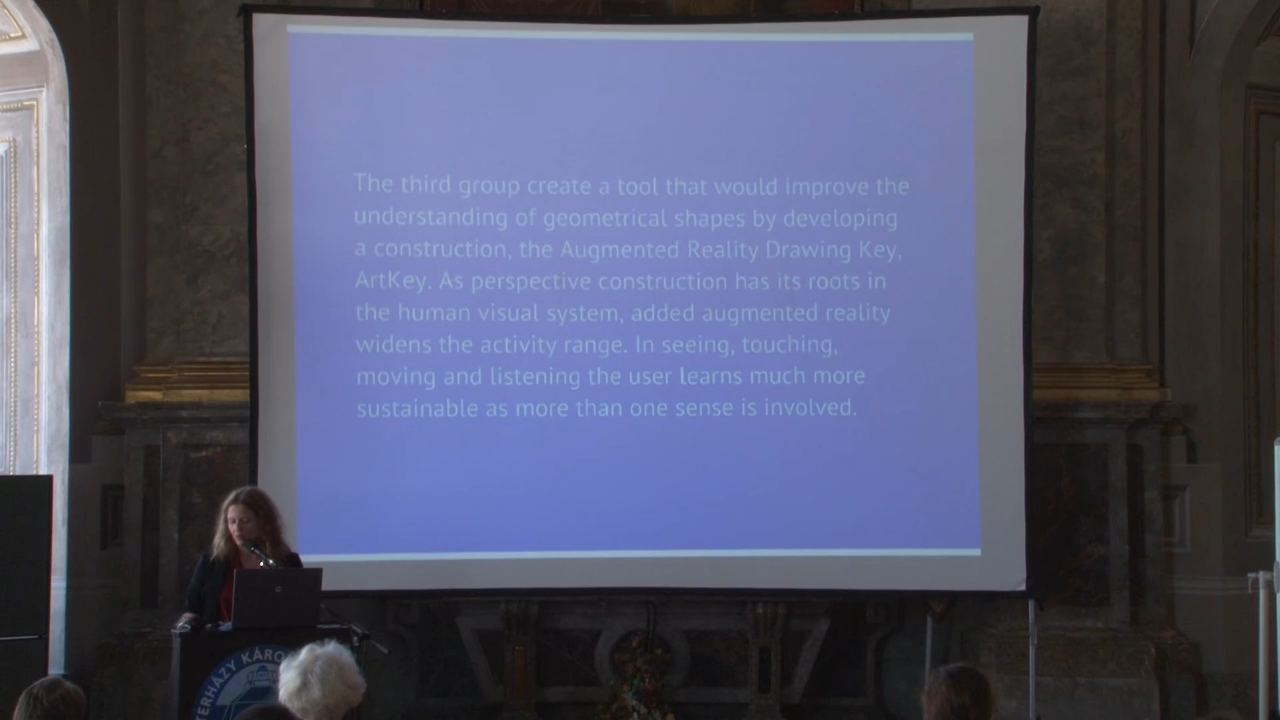 The third group create a tool that would improve the
understanding of geometrical shapes by developing
a construction, the Augmented Reality Drawing Key,
ArtKey. As perspective construction has its roots in
the human visual system, added augmented reality
widens the activity range. In seeing, touching,
moving and listening the user learns much more
sustainable as more than one sense is involved.
TERHÁZY KÁRO